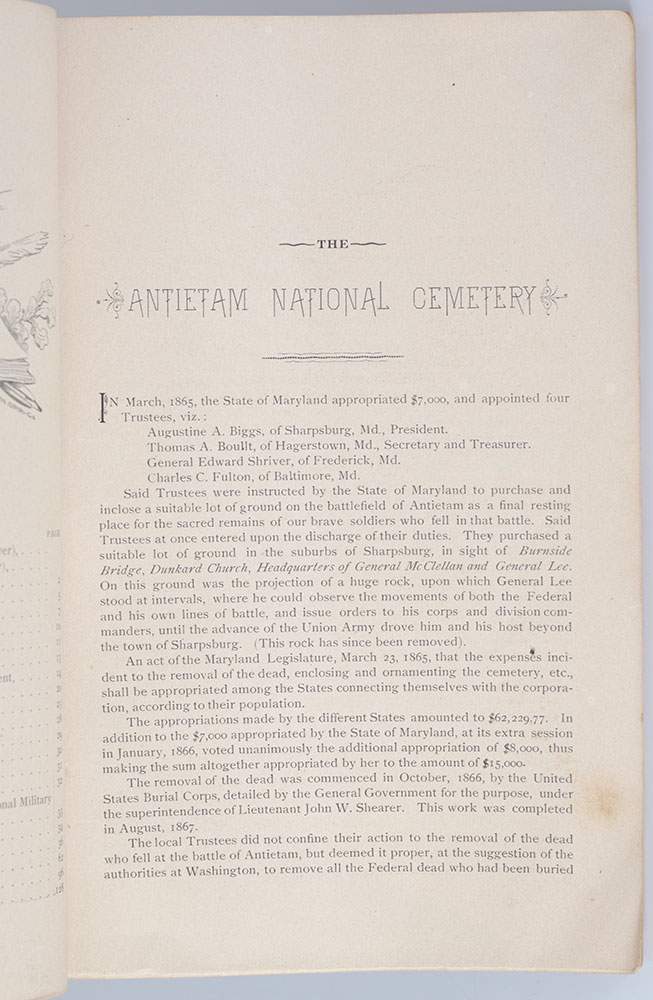 THE
ANTIETAM NATIONAL CEMETERY
IN March, 1865, the State of Maryland appropriated $7,000, and appointed four
Trustees, viz.:
Augustine A. Biggs, of Sharpsburg, Md., President.
Thomas A. Boullt, of Hagerstown, Md., Secretary and Treasurer.
General Edward Shriver, of Frederick, Md.
Charles C. Fulton, of Baltimore, Md.
Said Trustees were instructed by the State of Maryland to purchase and
inclose a suitable lot of ground on the battlefield of Antietam as a final resting
place for the sacred remains of our brave soldiers who fell in that battle. Said
Trustees at once entered upon the discharge of their duties. They purchased a
suitable lot of ground in the suburbs of Sharpsburg, in sight of Burnside
Bridge, Dunkard Church, Headquarters of General McClellan and General Lee.
On this ground was the projection of a huge rock, upon which General Lee
stood at intervals, where he could observe the movements of both the Federal
and his own lines of battle, and issue orders to his corps and division com-
manders, until the advance of the Union Army drove him and his host beyond
the town of Sharpsburg. (This rock has since been removed).
An act of the Maryland Legislature, March 23, 1865, that the expenses inci-
dent to the removal of the dead, enclosing and ornamenting the cemetery, etc.,
shall be appropriated among the States connecting themselves with the corpora-
tion, according to their population.
The appropriations made by the different States amounted to $62,229,77. In
addition to the $7,000 appropriated by the State of Maryland, at its extra session
in January, 1866, voted unanimously the additional appropriation of $8,000, thus
making the sum altogether appropriated by her to the amount of $15,000.
The removal of the dead was commenced in October, 1866, by the United
States Burial Corps, detailed by the General Government for the purpose, under
the superintendence of Lieutenant John W. Shearer. This work was completed
in August, 1867.
The local Trustees did not confine their action to the removal of the dead
who fell at the battle of Antietam, but deemed it proper, at the suggestion of the
authorities at Washington, to remove all the Federal dead who had been buried
PAGE
onal Military